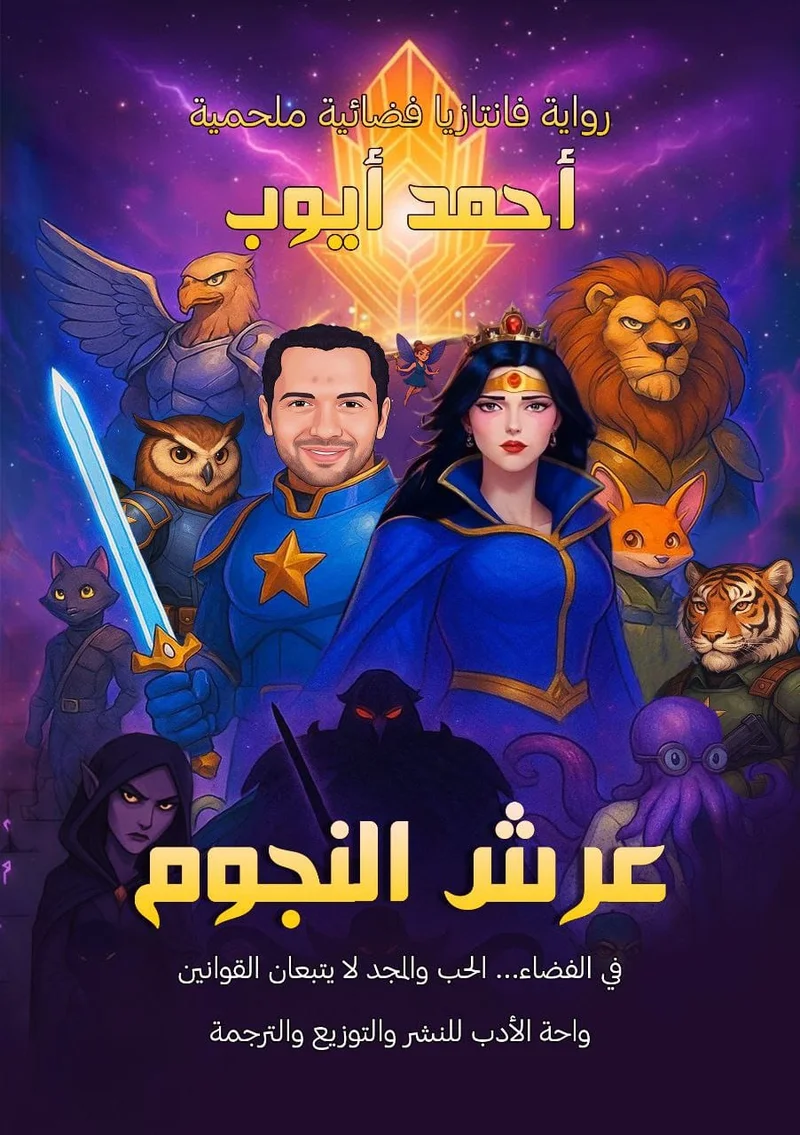 رواية فانتازيا فضائية ملحمية
أحمد أيوب
عرش النجوم
في الفضاء... الحب والمجد لا يتبعان القوانين
واحة الأدب للنشر والتوزيع والترجمة